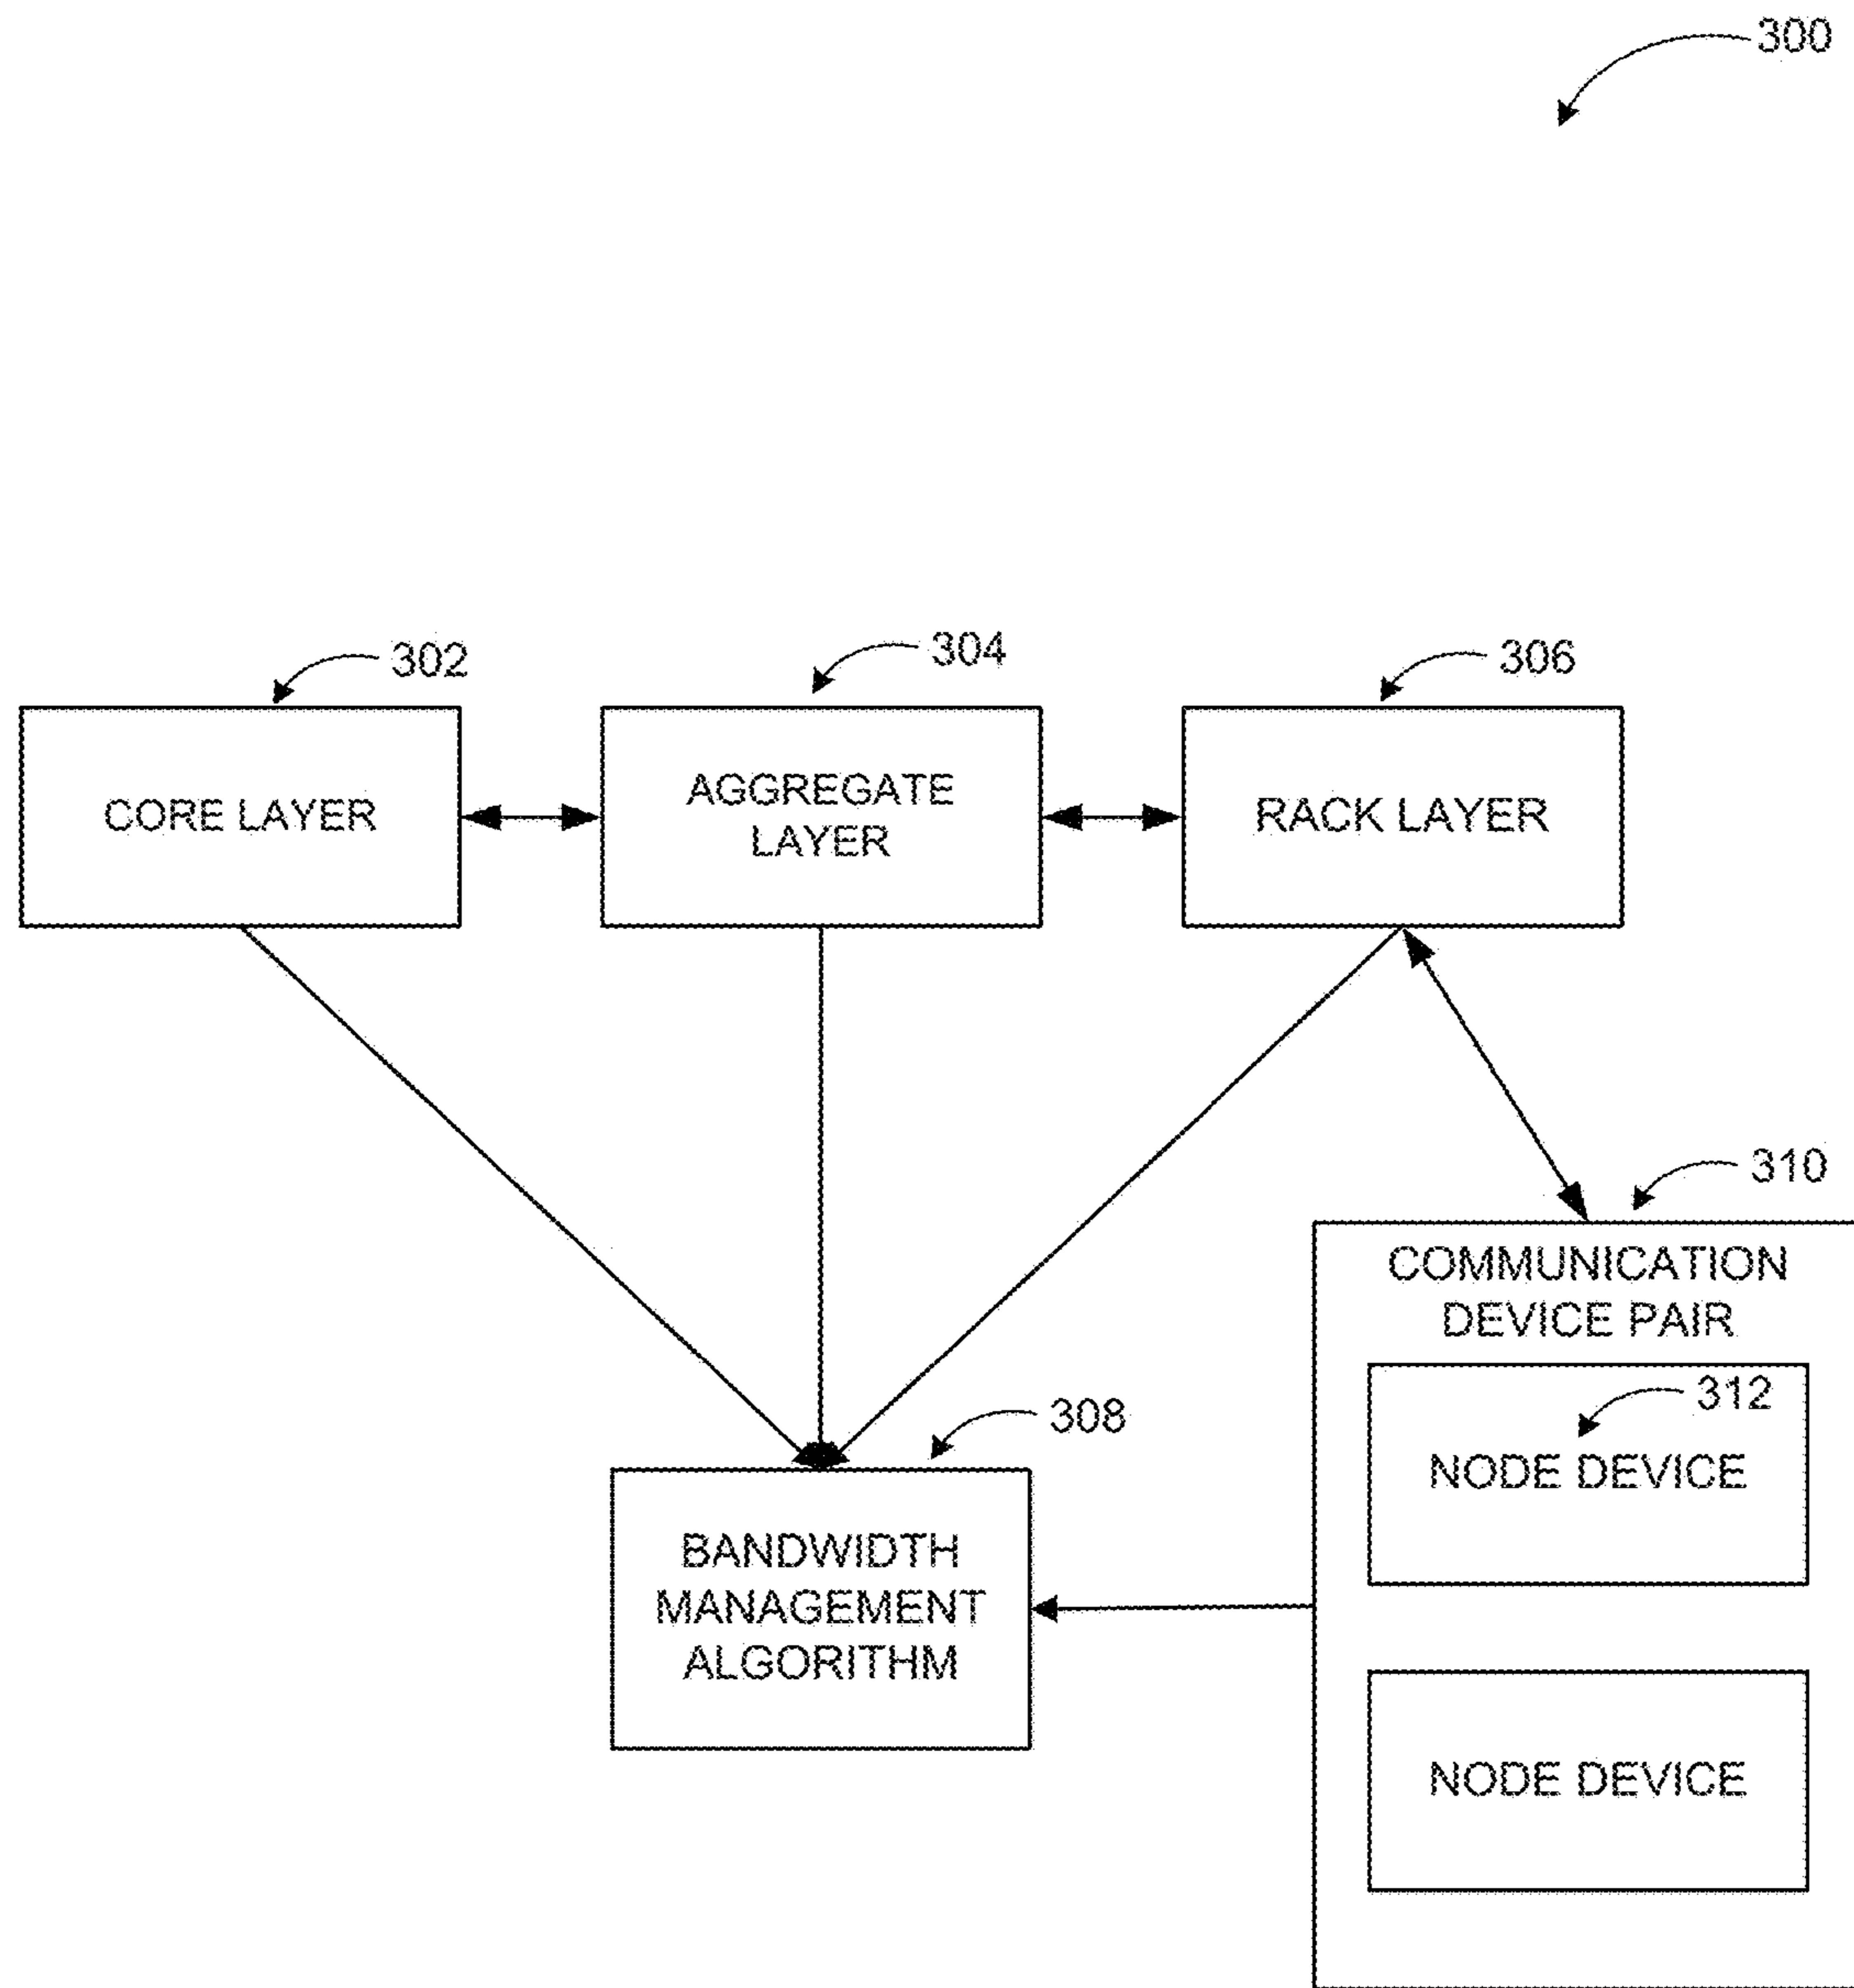 300
302
304
306
CORE LAYER
AGGREGATE
LAYER
RACK LAYER
310
COMMUNICATION
DEVICE PAIR
312
NODE DEVICE
308
BANDWIDTH
MANAGEMENT
ALGORITHM
NODE DEVICE